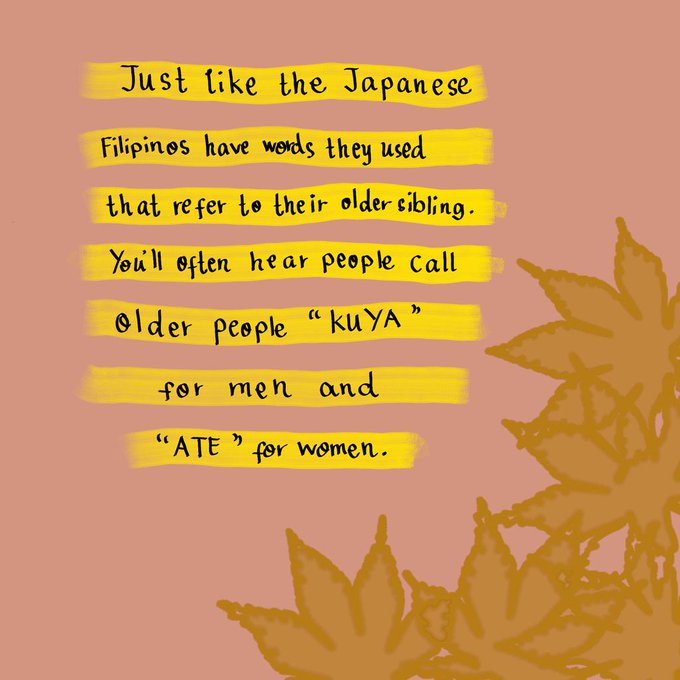 Just like the Japanese
Filipinos have words they used
that refer to their older sibling.
You'll often hear people call
older people "KUYA"
for men and
"ATE" for women.